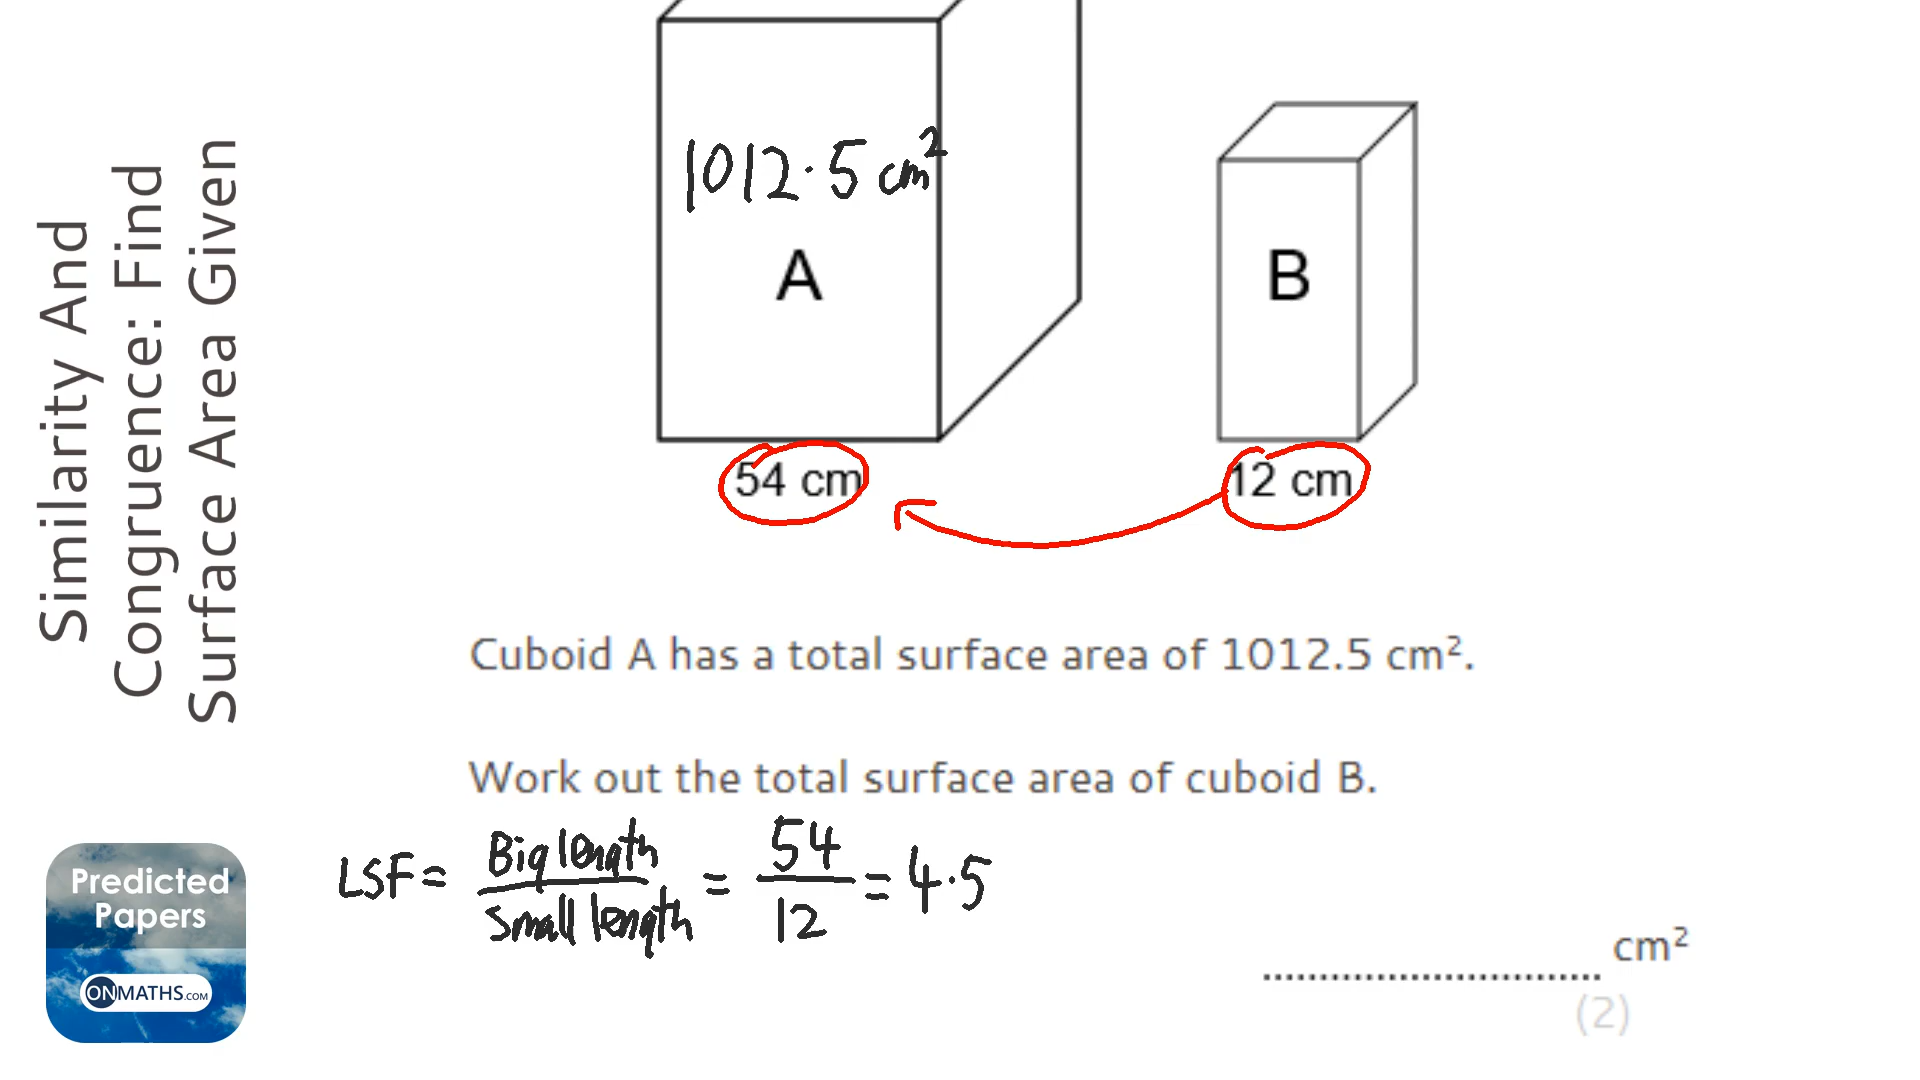 Similarity And
Congruence: Find
Surface Area Given
1012.5 cm²
A
B
54 cm
12 cm
Cuboid A has a total surface area of 1012.5 cm².
Work out the total surface area of cuboid B.
LSF = Big length / Small length = 54 / 12 = 4.5
cm²
(2)
Predicted
Papers
ONMATHS.COM